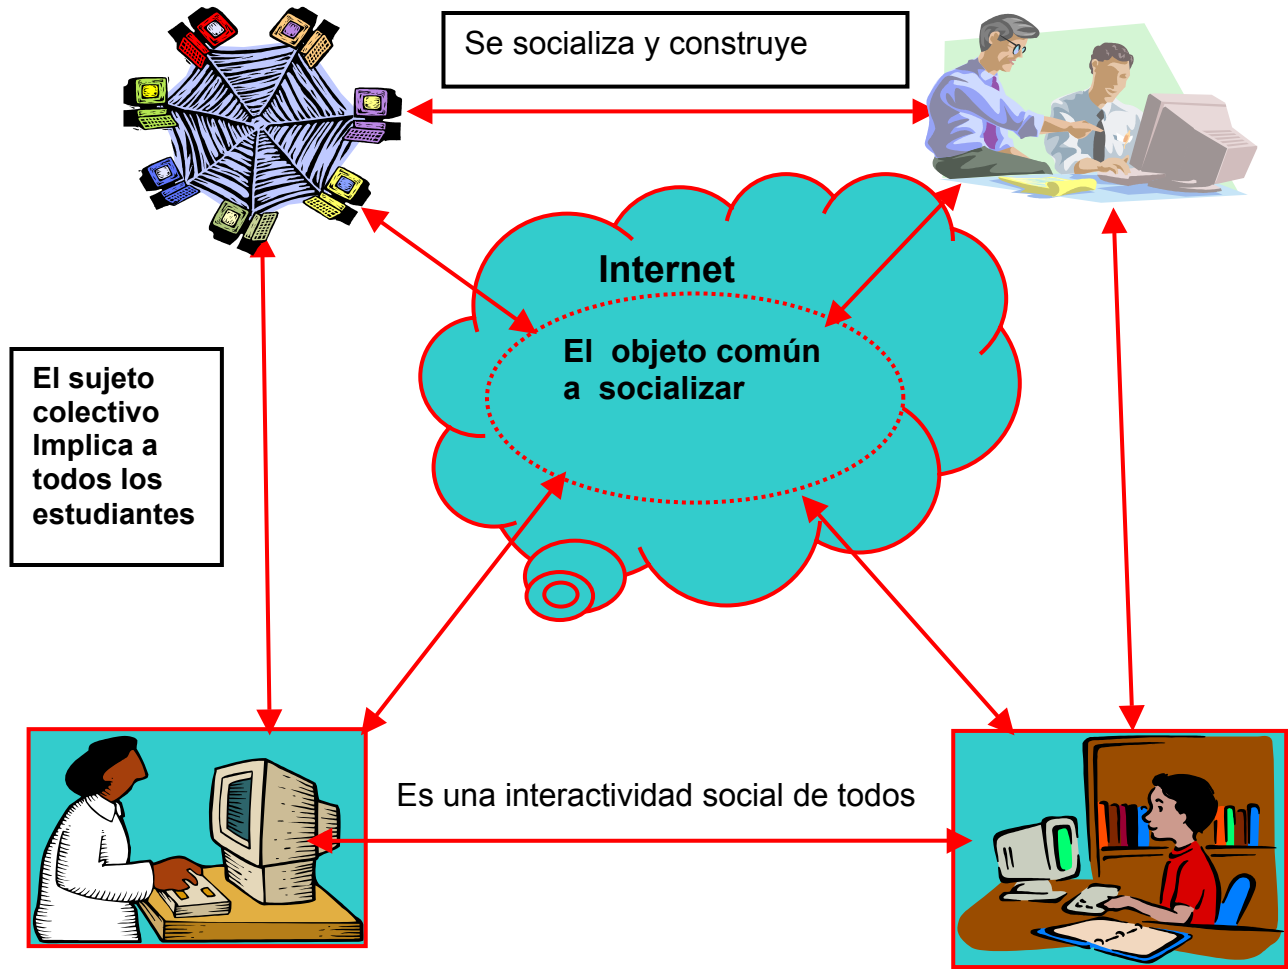 Se socializa y construye
Internet
El objeto común
a socializar
El sujeto
colectivo
Implica a
todos los
estudiantes
Es una interactividad social de todos